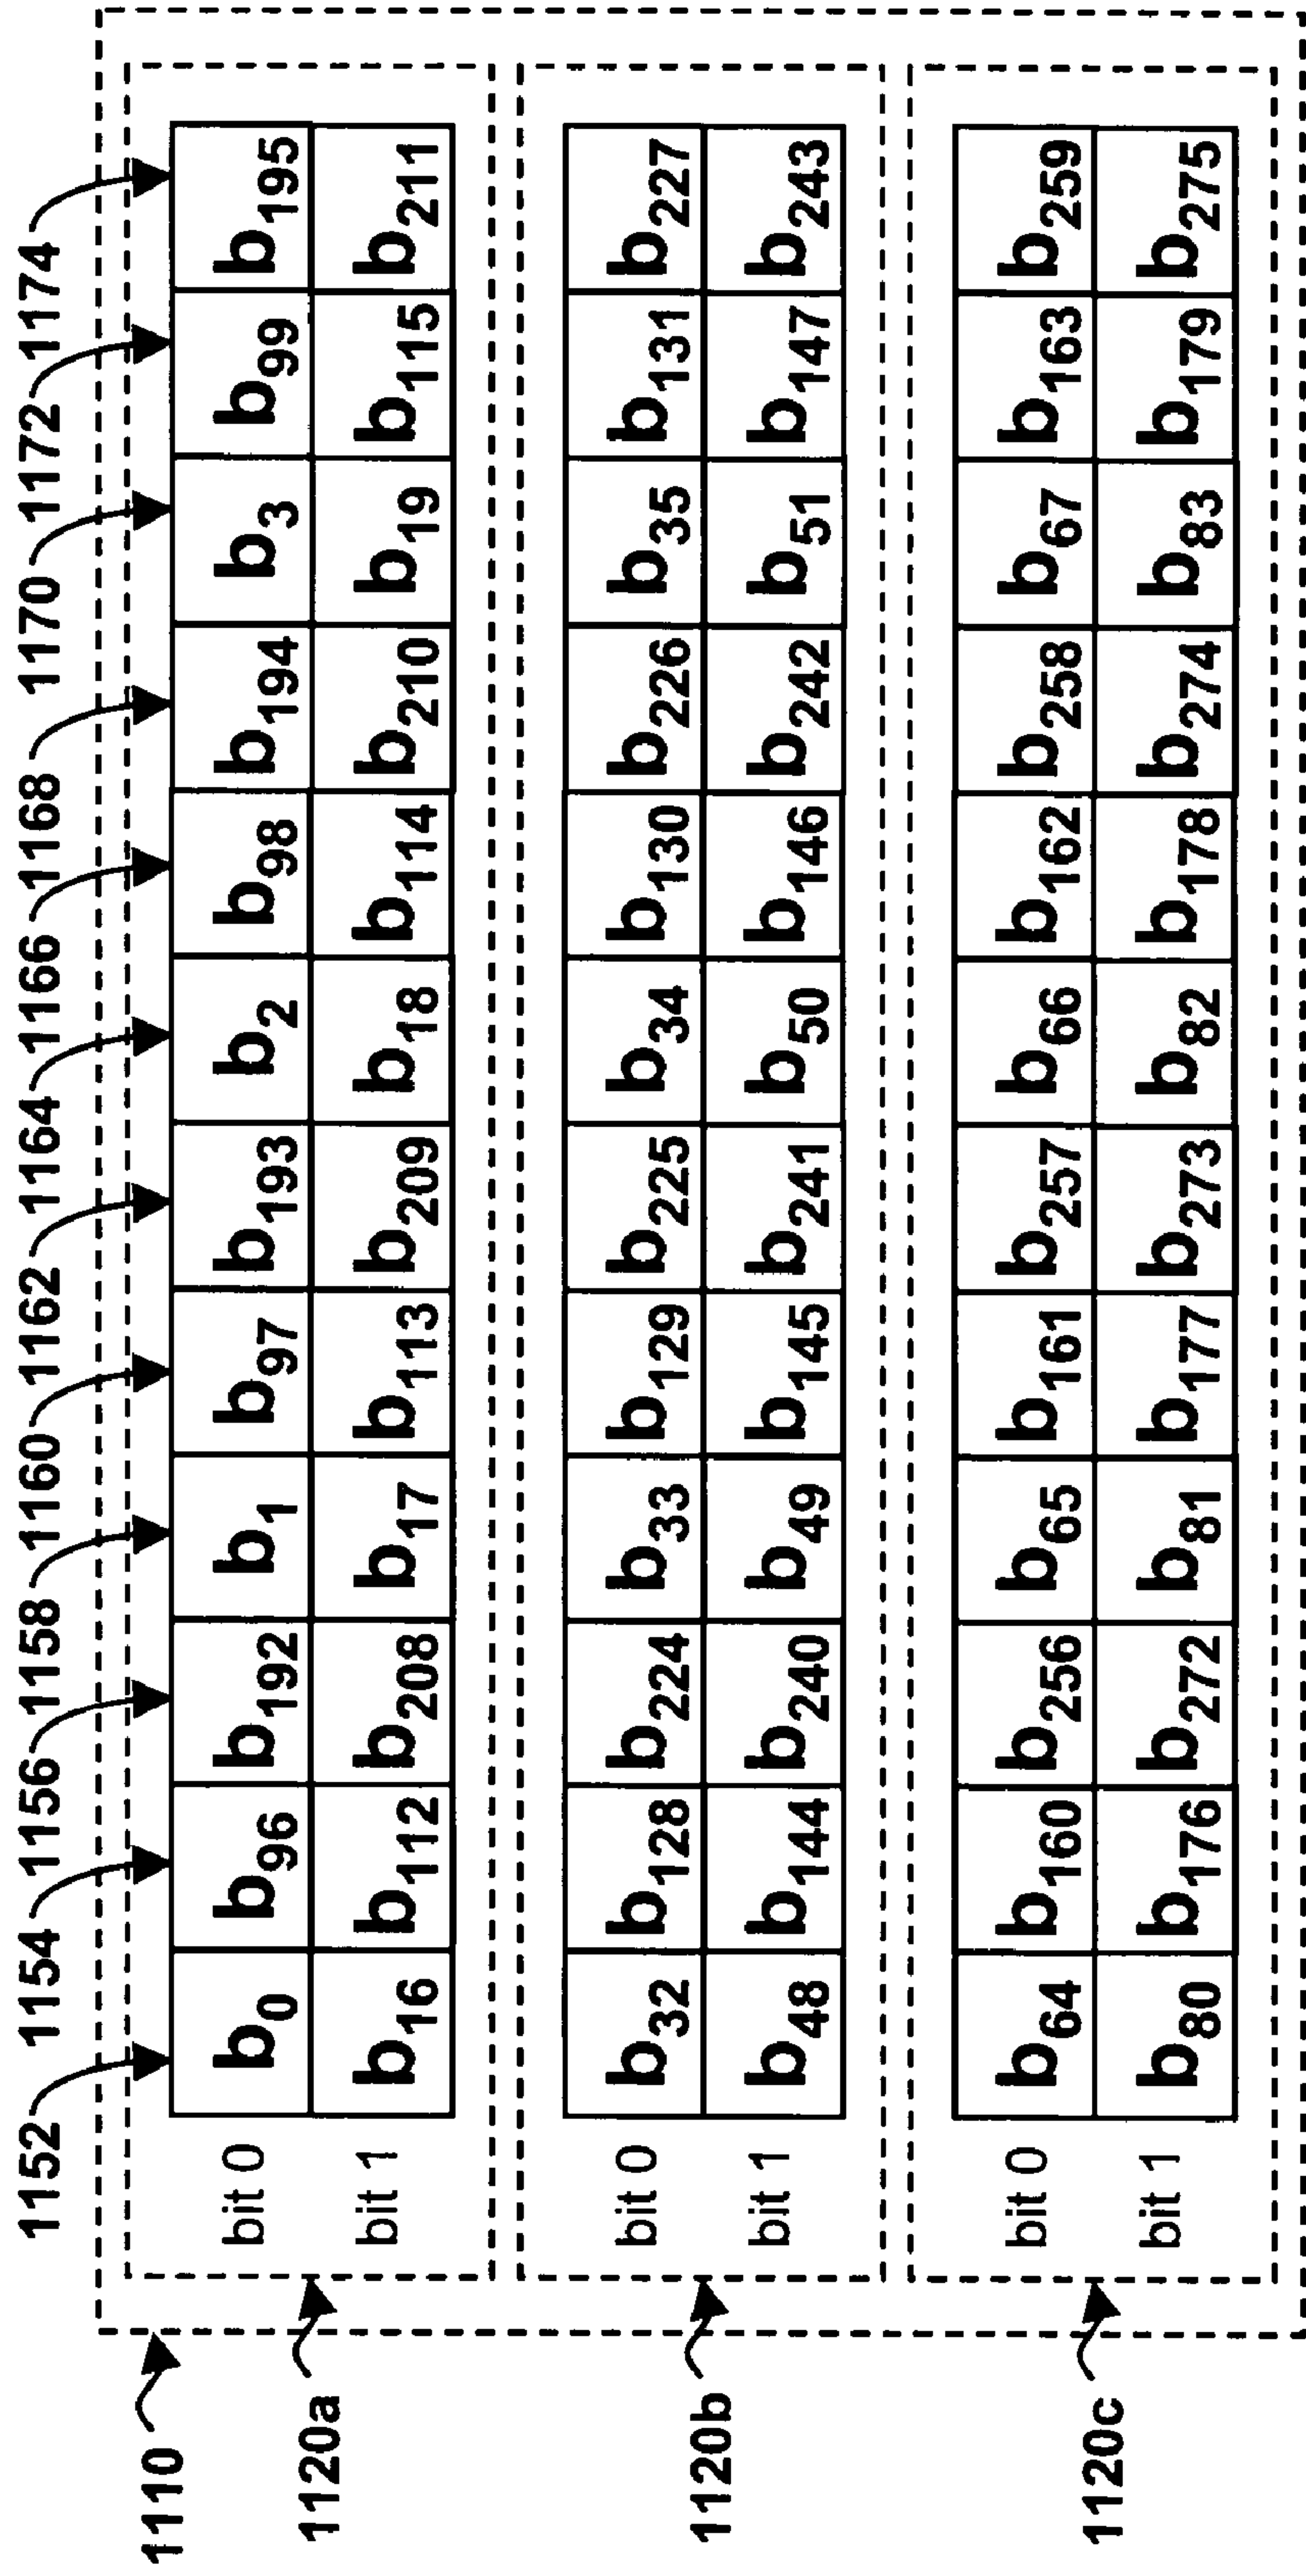 1152 1154 1156 1158 1160 1162 1164 1166 1168 1170 1172 1174
1110
1120a
bit 0 b0 b96 b192 b1 b97 b193 b2 b98 b194 b3 b99 b195
bit 1 b16 b112 b208 b17 b113 b209 b18 b114 b210 b19 b115 b211
1120b
bit 0 b32 b128 b224 b33 b129 b225 b34 b130 b226 b35 b131 b227
bit 1 b48 b144 b240 b49 b145 b241 b50 b146 b242 b51 b147 b243
1120c
bit 0 b64 b160 b256 b65 b161 b257 b66 b162 b258 b67 b163 b259
bit 1 b80 b176 b272 b81 b177 b273 b82 b178 b274 b83 b179 b275